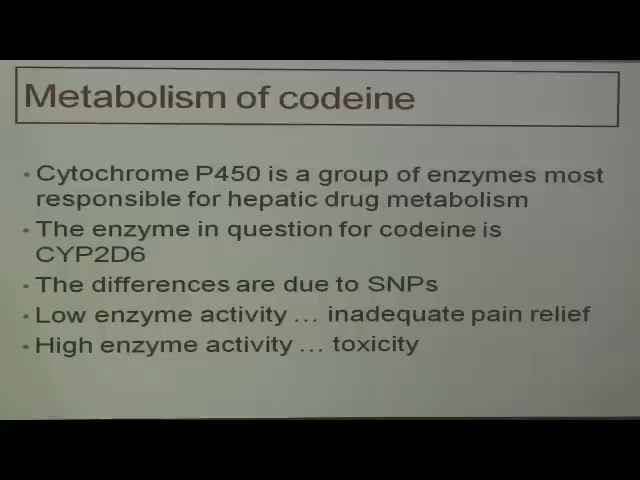 Metabolism of codeine
• Cytochrome P450 is a group of enzymes most
responsible for hepatic drug metabolism
• The enzyme in question for codeine is
CYP2D6
• The differences are due to SNPs
• Low enzyme activity … inadequate pain relief
• High enzyme activity … toxicity